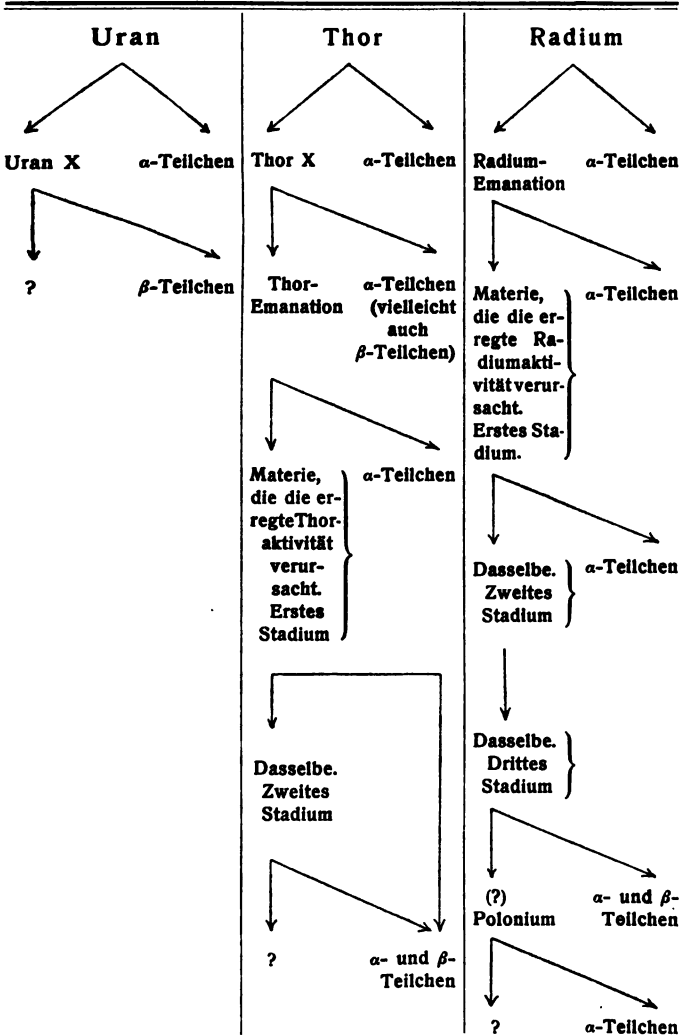 Uran
Uran X
α-Teilchen
?
β-Teilchen
Thor
Thor X
α-Teilchen
Thor-
Emanation
α-Teilchen
(vielleicht
auch
β-Teilchen)
Materie,
die die er-
regte Thor-
aktivität
verur-
sacht.
Erstes
Stadium
α-Teilchen
Dasselbe.
Zweites
Stadium
?
α- und β-
Teilchen
Radium
Radium-
Emanation
α-Teilchen
Materie,
die die er-
regte Ra-
diumakti-
vität verur-
sacht.
Erstes Sta-
dium.
α-Teilchen
Dasselbe.
Zweites
Stadium
α-Teilchen
Dasselbe.
Drittes
Stadium
(?)
Polonium
α- und β-
Teilchen
?
α-Teilchen